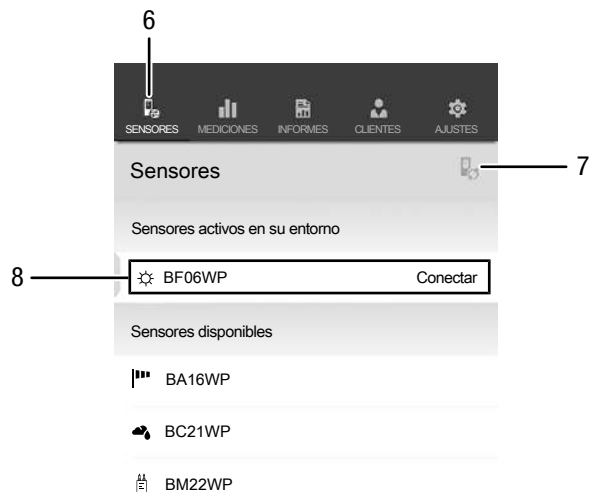 6
SENSORES MEDICIONES INFORMES CLIENTES AJUSTES
Sensores
7
Sensores activos en su entorno
8
BF06WP Conectar
Sensores disponibles
BA16WP
BC21WP
BM22WP